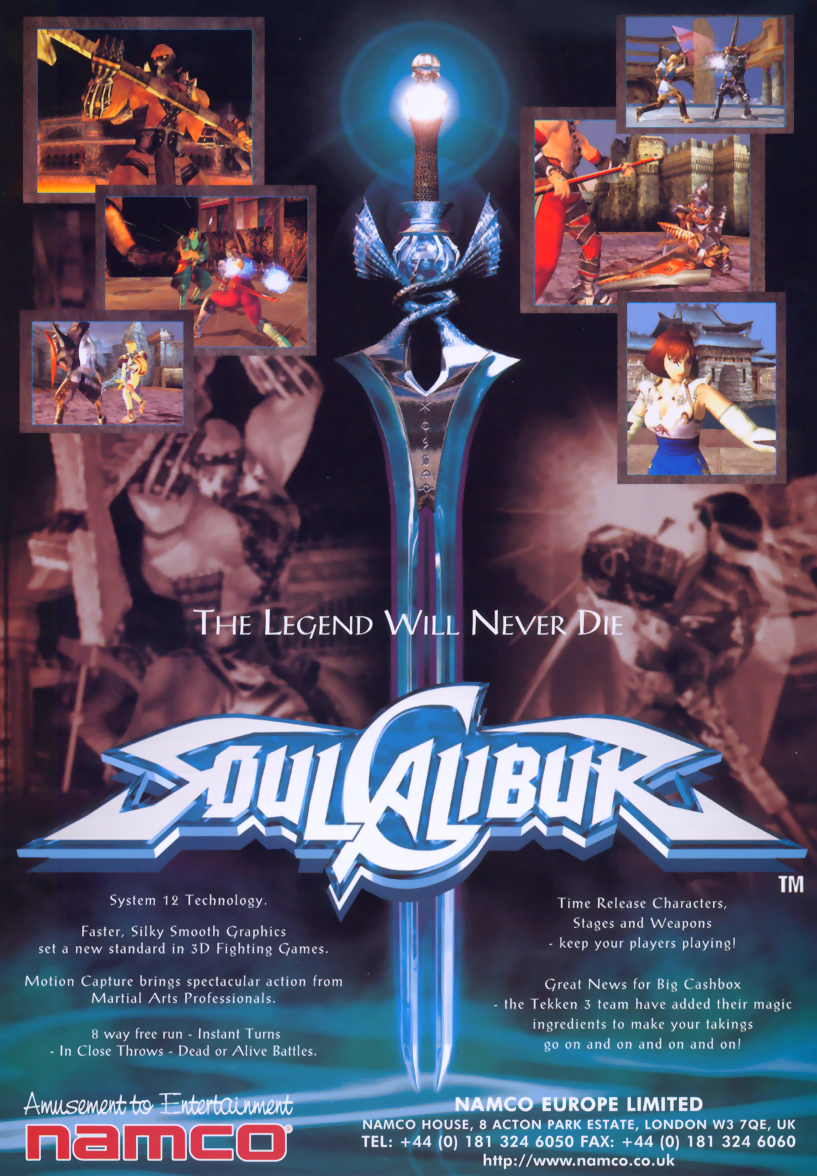 THE LEGEND WILL NEVER DIE
SOULCALIBUR
TM
System 12 Technology.
Faster, Silky Smooth Graphics
set a new standard in 3D Fighting Games.
Motion Capture brings spectacular action from
Martial Arts Professionals.
8 way free run - Instant Turns
- In Close Throws - Dead or Alive Battles.
Time Release Characters,
Stages and Weapons
- keep your players playing!
Great News for Big Cashbox
- the Tekken 3 team have added their magic
ingredients to make your takings
go on and on and on and on!
Amusement to Entertainment
namco®
NAMCO EUROPE LIMITED
NAMCO HOUSE, 8 ACTON PARK ESTATE, LONDON W3 7QE, UK
TEL: +44 (0) 181 324 6050 FAX: +44 (0) 181 324 6060
http://www.namco.co.uk